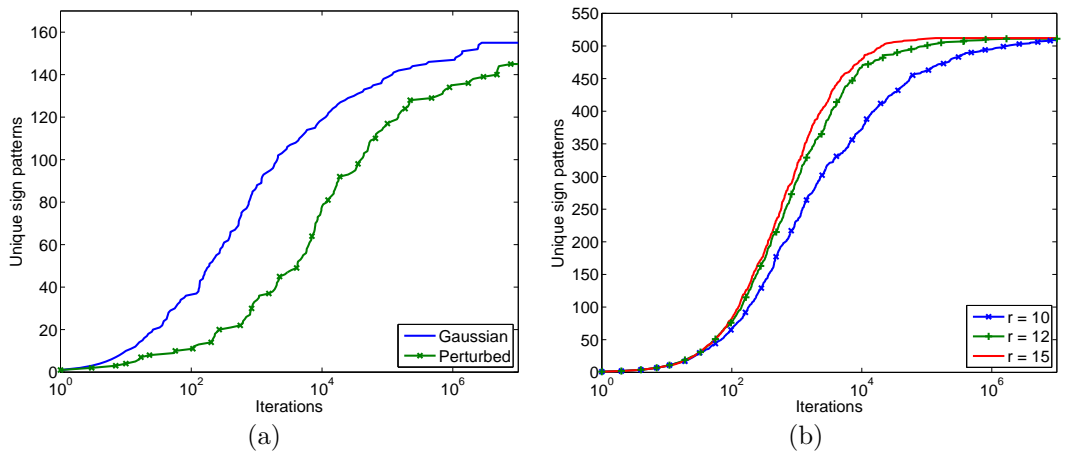 160
140
120
100
80
60
40
20
0
Unique sign patterns
10^0
10^2
10^4
10^6
Iterations
Gaussian
Perturbed
(a)
550
500
450
400
350
300
250
200
150
100
50
0
Unique sign patterns
10^0
10^2
10^4
10^6
Iterations
r = 10
r = 12
r = 15
(b)